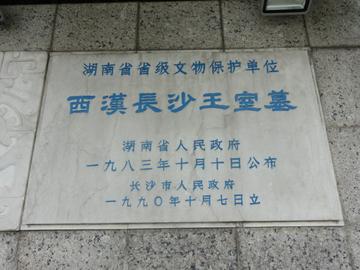 湖南省省级文物保护单位
西漢長沙王室墓
湖南省人民政府
一九八三年十月十日公布
长沙市人民政府
一九九〇年十月七日立